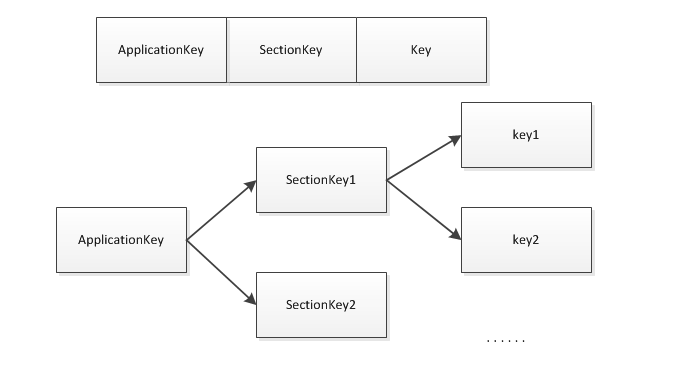 ApplicationKey SectionKey Key
key1
SectionKey1
ApplicationKey
key2
SectionKey2
......